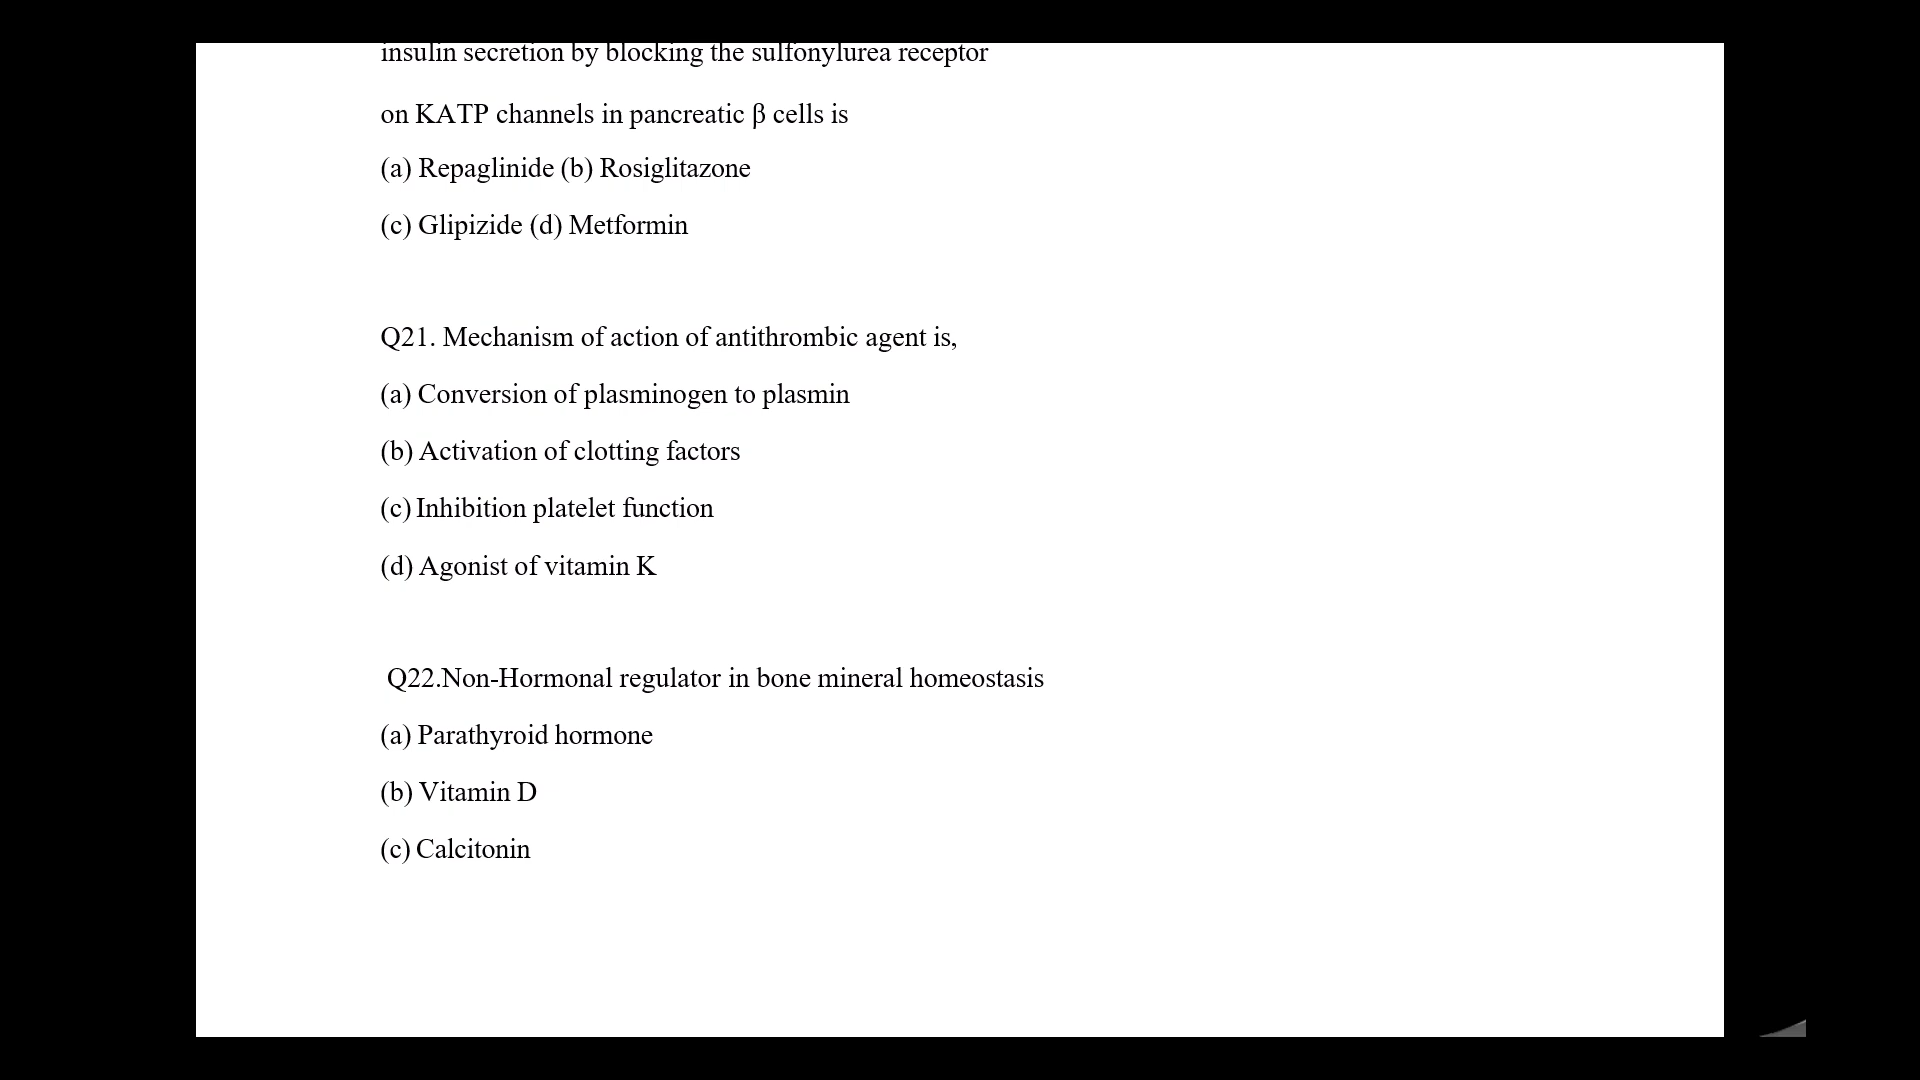 insulin secretion by blocking the sulfonylurea receptor
on KATP channels in pancreatic β cells is
(a) Repaglinide (b) Rosiglitazone
(c) Glipizide (d) Metformin
Q21. Mechanism of action of antithrombic agent is,
(a) Conversion of plasminogen to plasmin
(b) Activation of clotting factors
(c) Inhibition platelet function
(d) Agonist of vitamin K
Q22.Non-Hormonal regulator in bone mineral homeostasis
(a) Parathyroid hormone
(b) Vitamin D
(c) Calcitonin